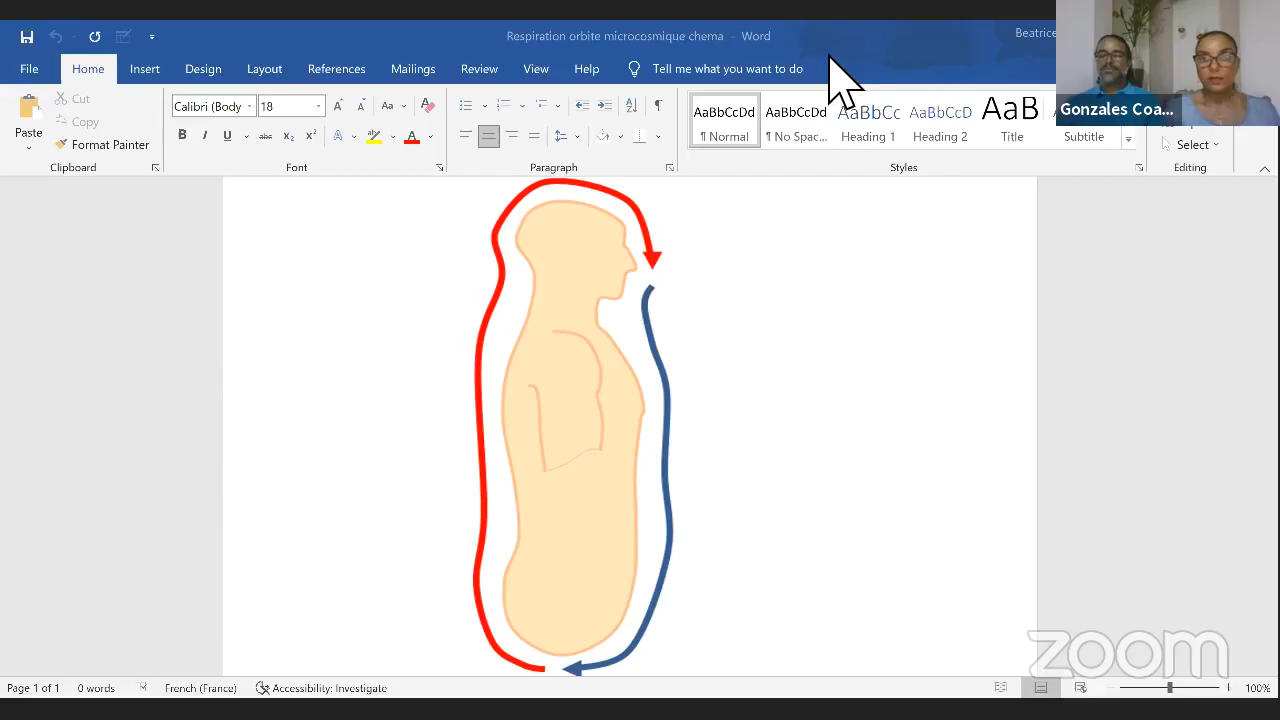 Respiration orbite microcosmique chema - Word
Beatrice
File Home Insert Design Layout References Mailings Review View Help Tell me what you want to do
Gonzales Coa...
Paste
Cut
Copy
Format Painter
Clipboard
Calibri (Body 18
Font
Paragraph
AaBbCcDd AaBbCcDd AaBbCc AaBbCcD AaB
¶ Normal ¶ No Spac... Heading 1 Heading 2 Title Subtitle
Styles
Select
Editing
zoom
Page 1 of 1 0 words French (France) Accessibility: Investigate 100%